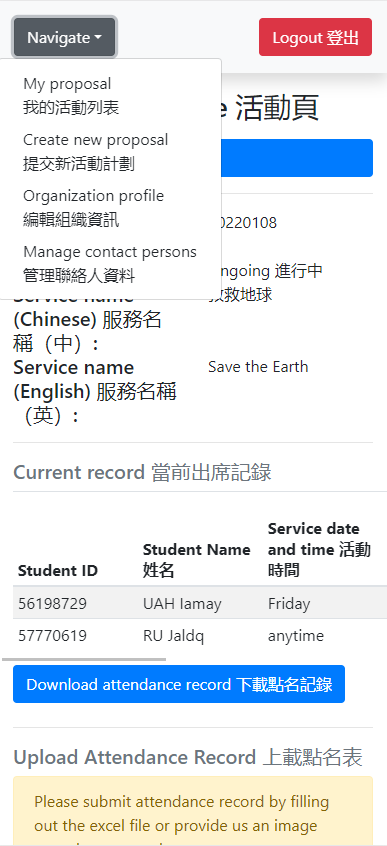 Navigate
Logout 登出
My proposal
我的活動列表
Create new proposal
提交新活動計劃
Organization profile
編輯組織資訊
Manage contact persons
管理聯絡人資料
活動頁
0220108
ngoing 進行中
Service name
拯救地球
(Chinese) 服務名
稱（中）:
Service name
Save the Earth
(English) 服務名稱
（英）:
Current record 當前出席記錄
Service date
Student Name
and time 活動
Student ID
姓名
時間
56198729
UAH Iamay
Friday
57770619
RU Jaldq
anytime
Download attendance record 下載點名記錄
Upload Attendance Record 上載點名表
Please submit attendance record by filling
out the excel file or provide us an image